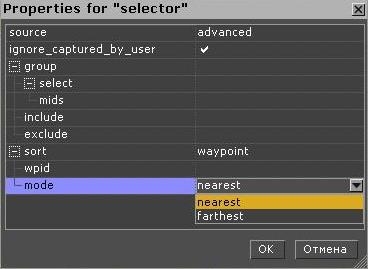 Properties for "selector"
source advanced
ignore_captured_by_user
group
select
mids
include
exclude
sort waypoint
wpid
mode nearest
nearest
farthest
OK Отмена